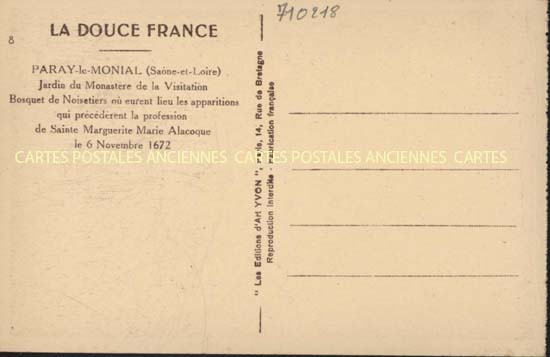 710218
8
LA DOUCE FRANCE
PARAY-le-MONIAL (Saône-et-Loire)
Jardin du Monastère de la Visitation
Bosquet de Noisetiers où eurent lieu les apparitions
qui précédèrent la profession
de Sainte Marguerite Marie Alacoque
le 6 Novembre 1672
CARTES POSTALES ANCIENNES CARTES POSTALES ANCIENNES CARTES
" Les Editions d'Art YVON ", Paris, 14, Rue de Bretagne
Reproduction interdite - Fabrication française